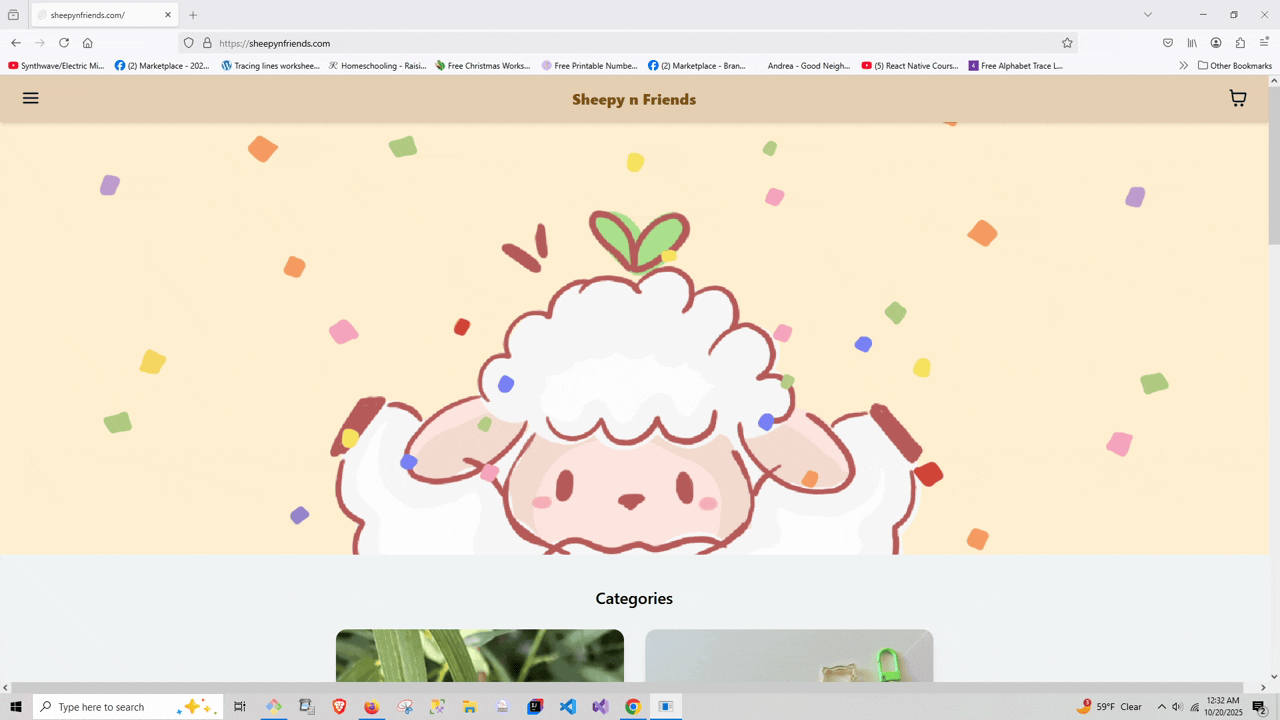 sheepynfriends.com/
https://sheepynfriends.com
Synthwave/Electric Mi...
(2) Marketplace - 202...
Tracing lines workshee...
Homeschooling - Raisi...
Free Christmas Works...
Free Printable Numbe...
(2) Marketplace - Bran...
Andrea - Good Neigh...
(5) React Native Cours...
Free Alphabet Trace L...
Other Bookmarks
Sheepy n Friends
Categories
Type here to search
59°F Clear
12:32 AM
10/20/2025
2